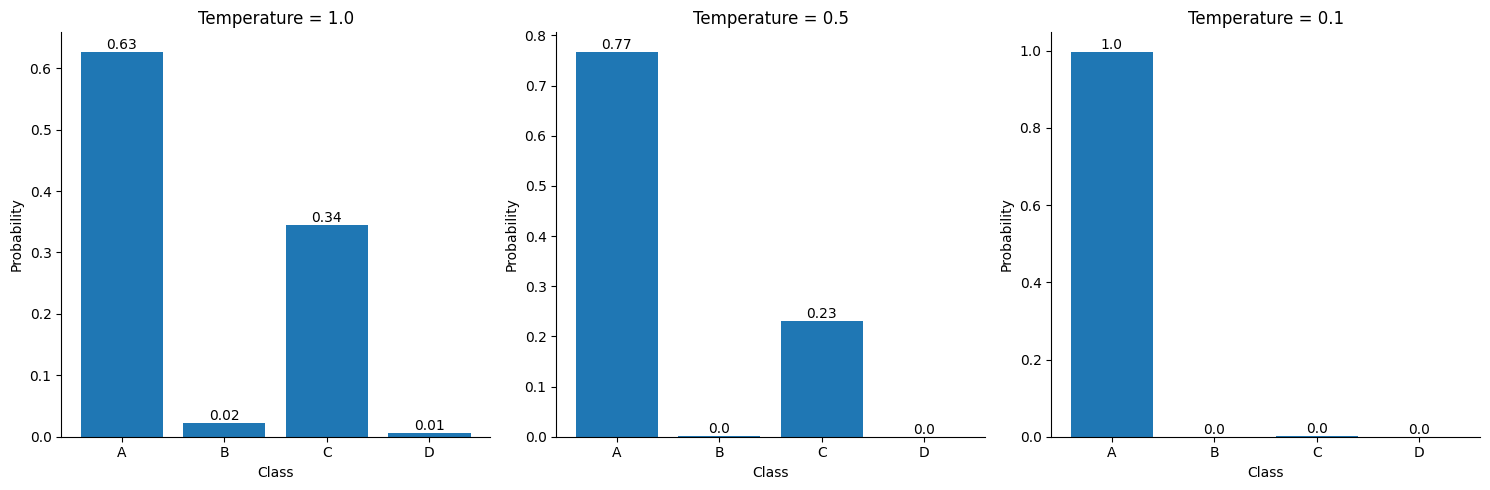 Temperature = 1.0
0.6
0.5
0.4
0.3
0.2
0.1
0.0
Probability
0.63
0.02
0.34
0.01
A B C D
Class
Temperature = 0.5
0.8
0.7
0.6
0.5
0.4
0.3
0.2
0.1
0.0
Probability
0.77
0.0
0.23
0.0
A B C D
Class
Temperature = 0.1
1.0
0.8
0.6
0.4
0.2
0.0
Probability
1.0
0.0
0.0
0.0
A B C D
Class